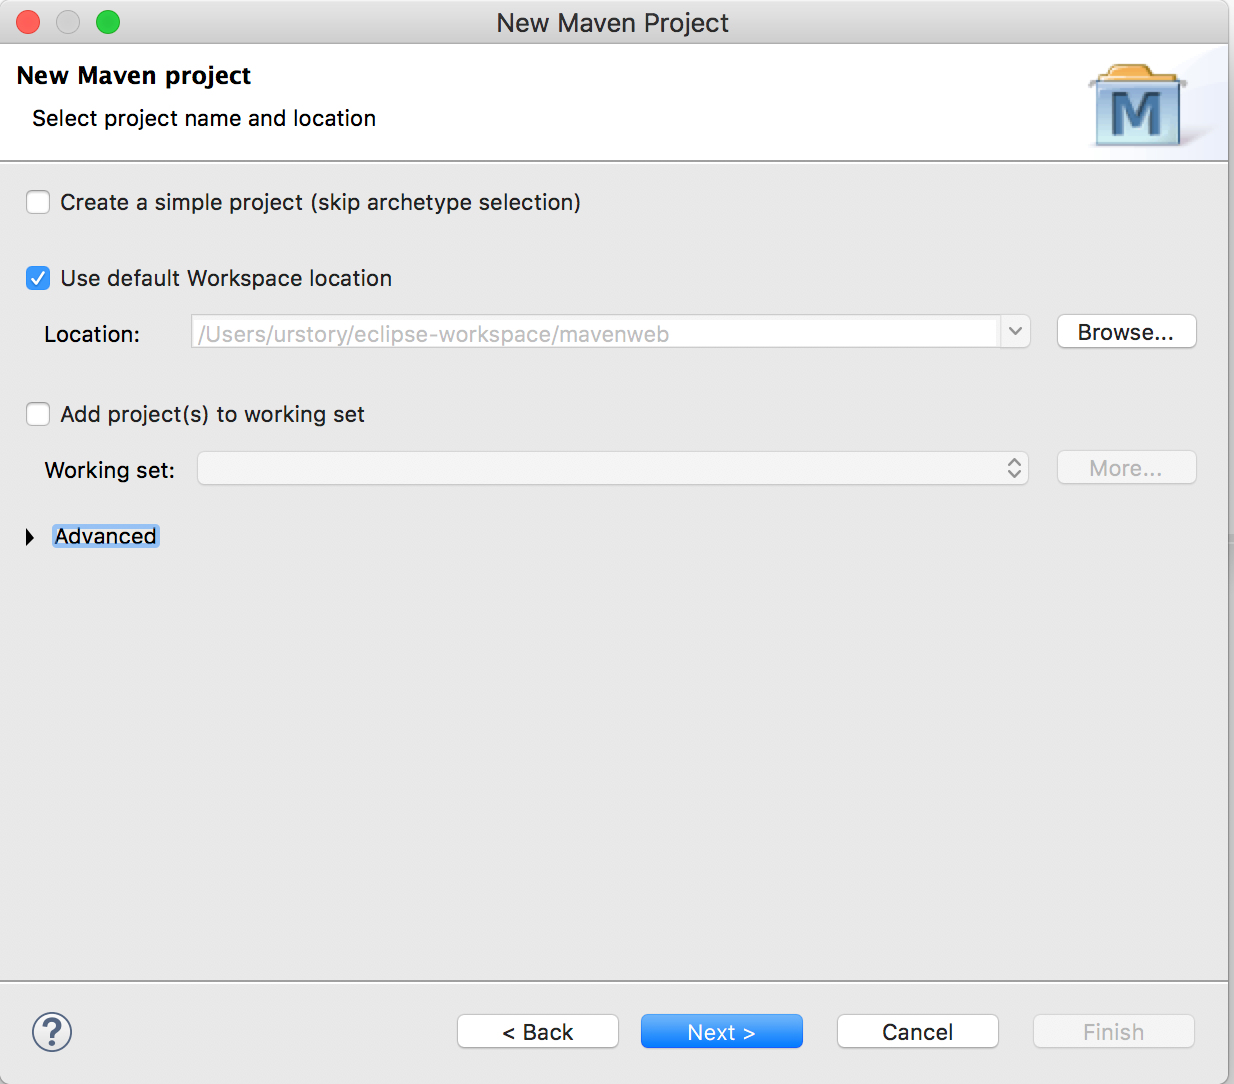 New Maven Project
New Maven project
Select project name and location
M
Create a simple project (skip archetype selection)
Use default Workspace location
Location: /Users/urstory/eclipse-workspace/mavenweb Browse...
Add project(s) to working set
Working set: More...
Advanced
? < Back Next > Cancel Finish